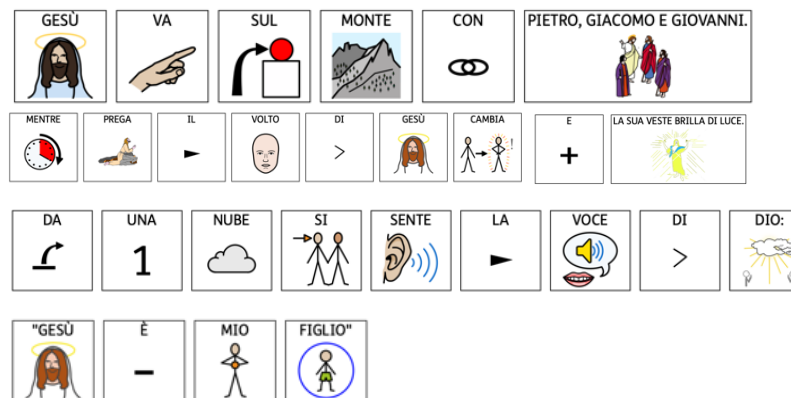 GESÙ VA SUL MONTE CON PIETRO, GIACOMO E GIOVANNI.
MENTRE PREGA IL VOLTO DI GESÙ CAMBIA E LA SUA VESTE BRILLA DI LUCE.
DA UNA NUBE SI SENTE LA VOCE DI DIO:
1
"GESÙ È MIO FIGLIO"